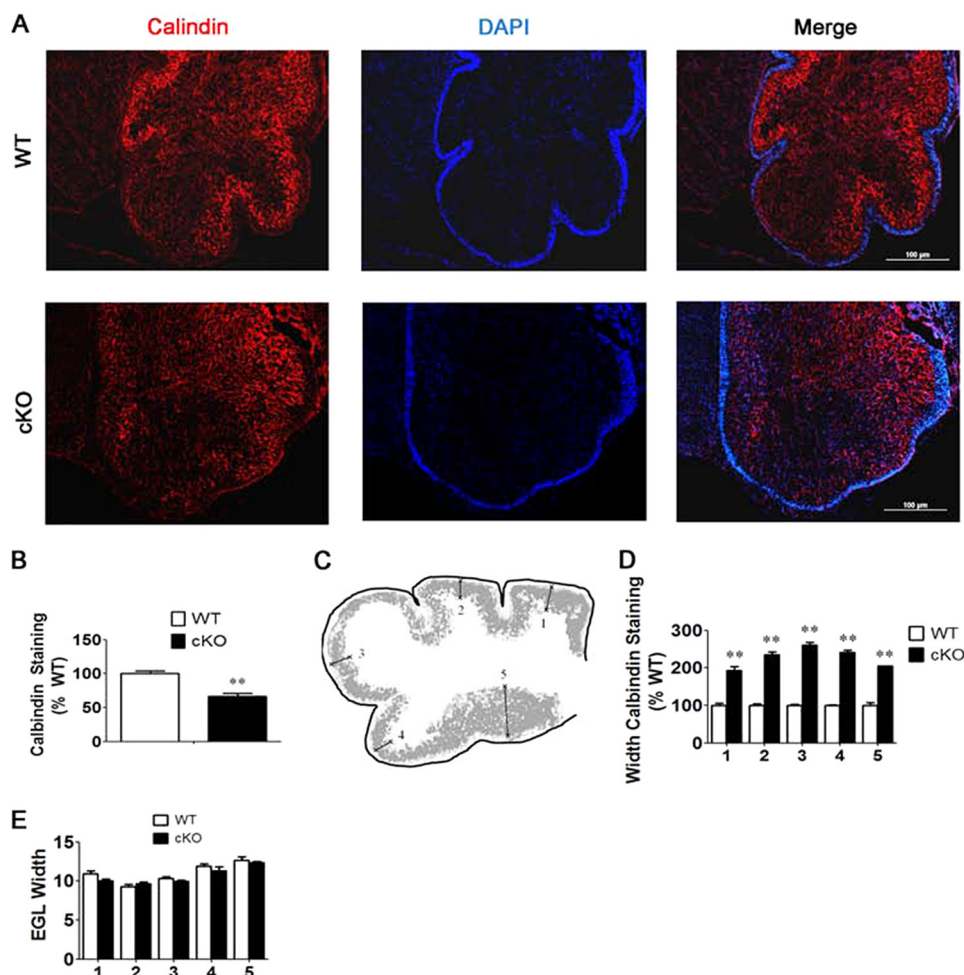 A
Calindin
DAPI
Merge
WT
100 µm
cKO
100 µm
B
WT
cKO
Calbindin Staining
(% WT)
150
100
50
0
**
C
1
2
3
4
5
D
WT
cKO
Width Calbindin Staining
(% WT)
300
200
100
0
** ** ** ** **
1 2 3 4 5
E
WT
cKO
EGL Width
15
10
5
0
1 2 3 4 5